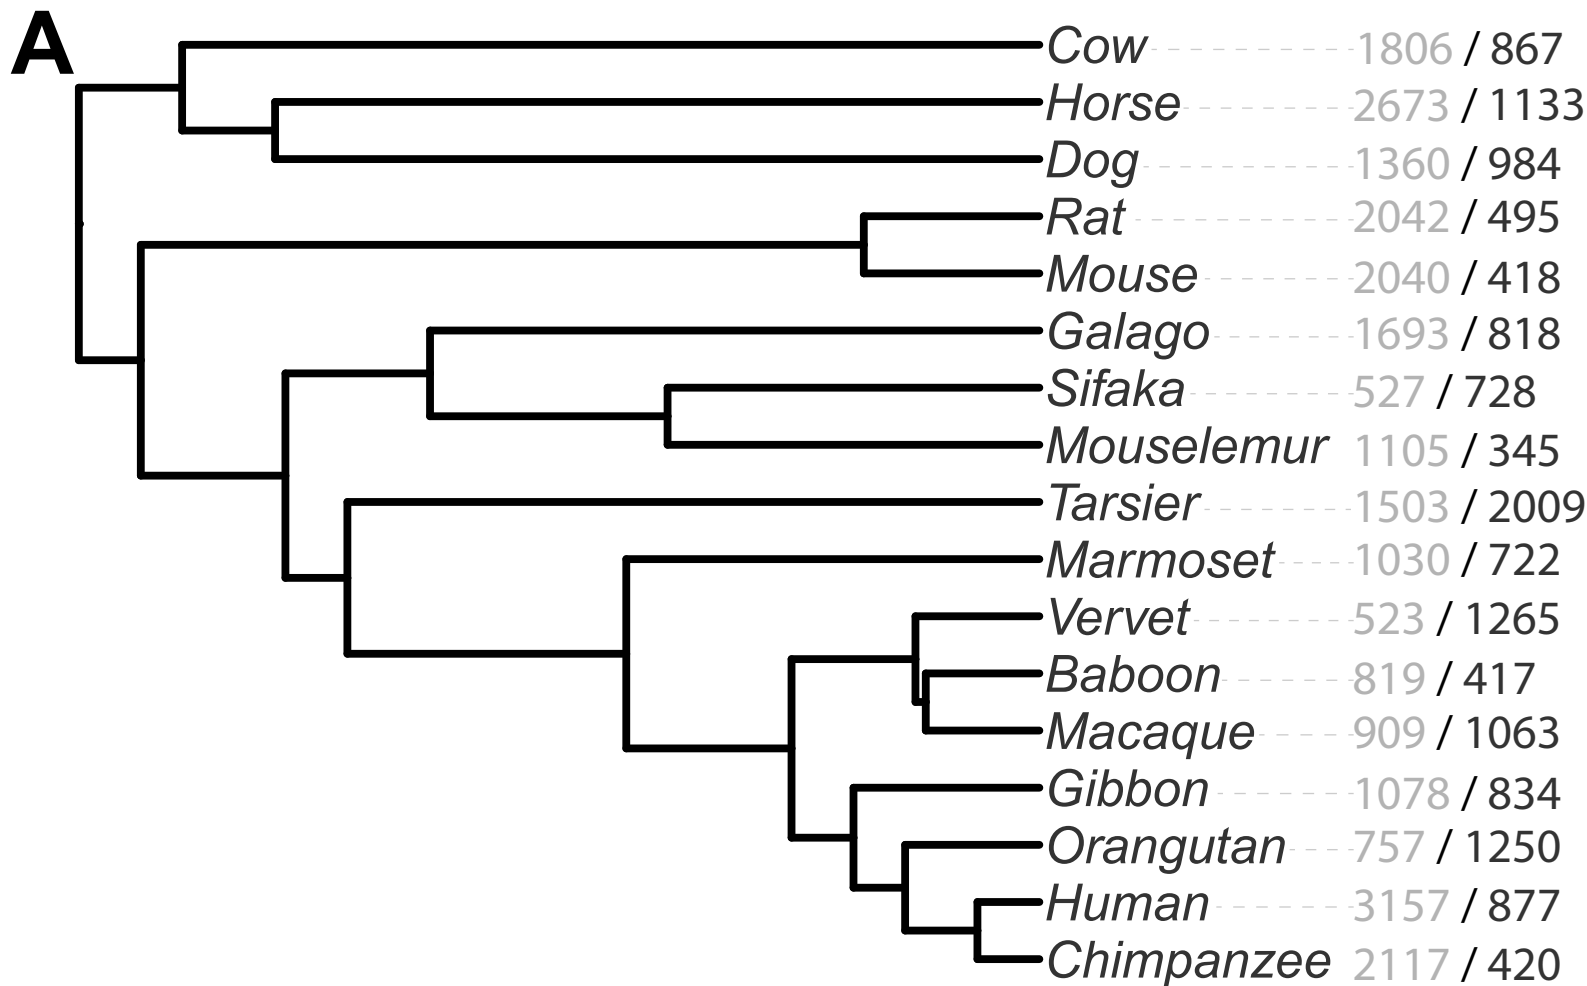 A
Cow 1806 / 867
Horse 2673 / 1133
Dog 1360 / 984
Rat 2042 / 495
Mouse 2040 / 418
Galago 1693 / 818
Sifaka 527 / 728
Mouselemur 1105 / 345
Tarsier 1503 / 2009
Marmoset 1030 / 722
Vervet 523 / 1265
Baboon 819 / 417
Macaque 909 / 1063
Gibbon 1078 / 834
Orangutan 757 / 1250
Human 3157 / 877
Chimpanzee 2117 / 420